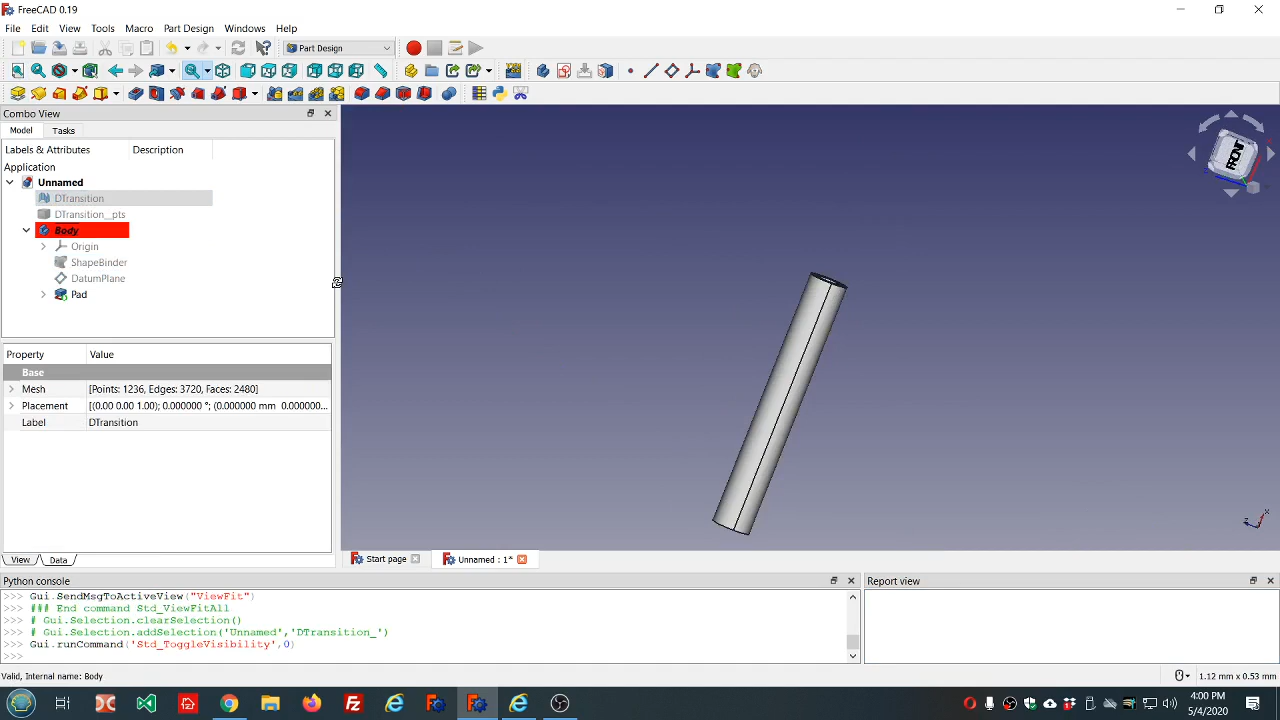 FreeCAD 0.19
File Edit View Tools Macro Part Design Windows Help
Part Design
Combo View
Model Tasks
Labels & Attributes Description
Application
Unnamed
DTransition
DTransition__pts
Body
Origin
ShapeBinder
DatumPlane
Pad
Property Value
Base
Mesh [Points: 1236, Edges: 3720, Faces: 2480]
Placement [(0.00 0.00 1.00); 0.000000 °; (0.000000 mm 0.000000...
Label DTransition
View Data
FRONT
Start page Unnamed : 1*
Python console
>>> Gui.SendMsgToActiveView("ViewFit")
>>> ### End command Std_ViewFitAll
>>> # Gui.Selection.clearSelection()
>>> # Gui.Selection.addSelection('Unnamed','DTransition_')
>>> Gui.runCommand('Std_ToggleVisibility',0)
>>>
Report view
Valid, Internal name: Body
1.12 mm x 0.53 mm
4:00 PM
5/4/2020